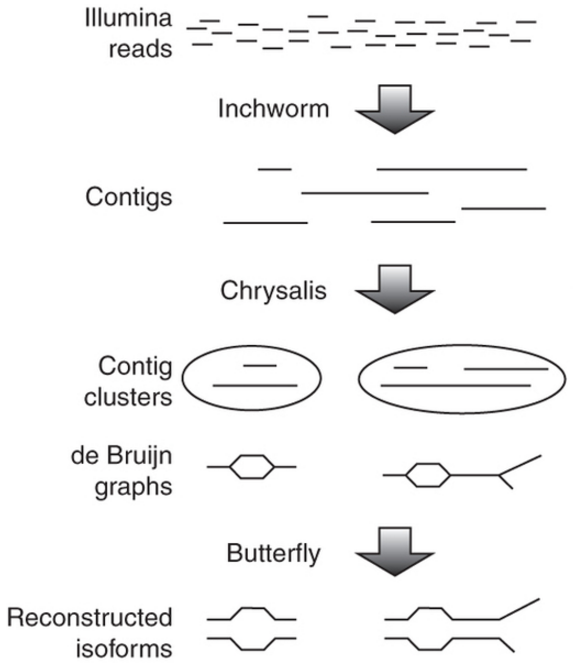 Illumina
reads
Inchworm
Contigs
Chrysalis
Contig
clusters
de Bruijn
graphs
Butterfly
Reconstructed
isoforms